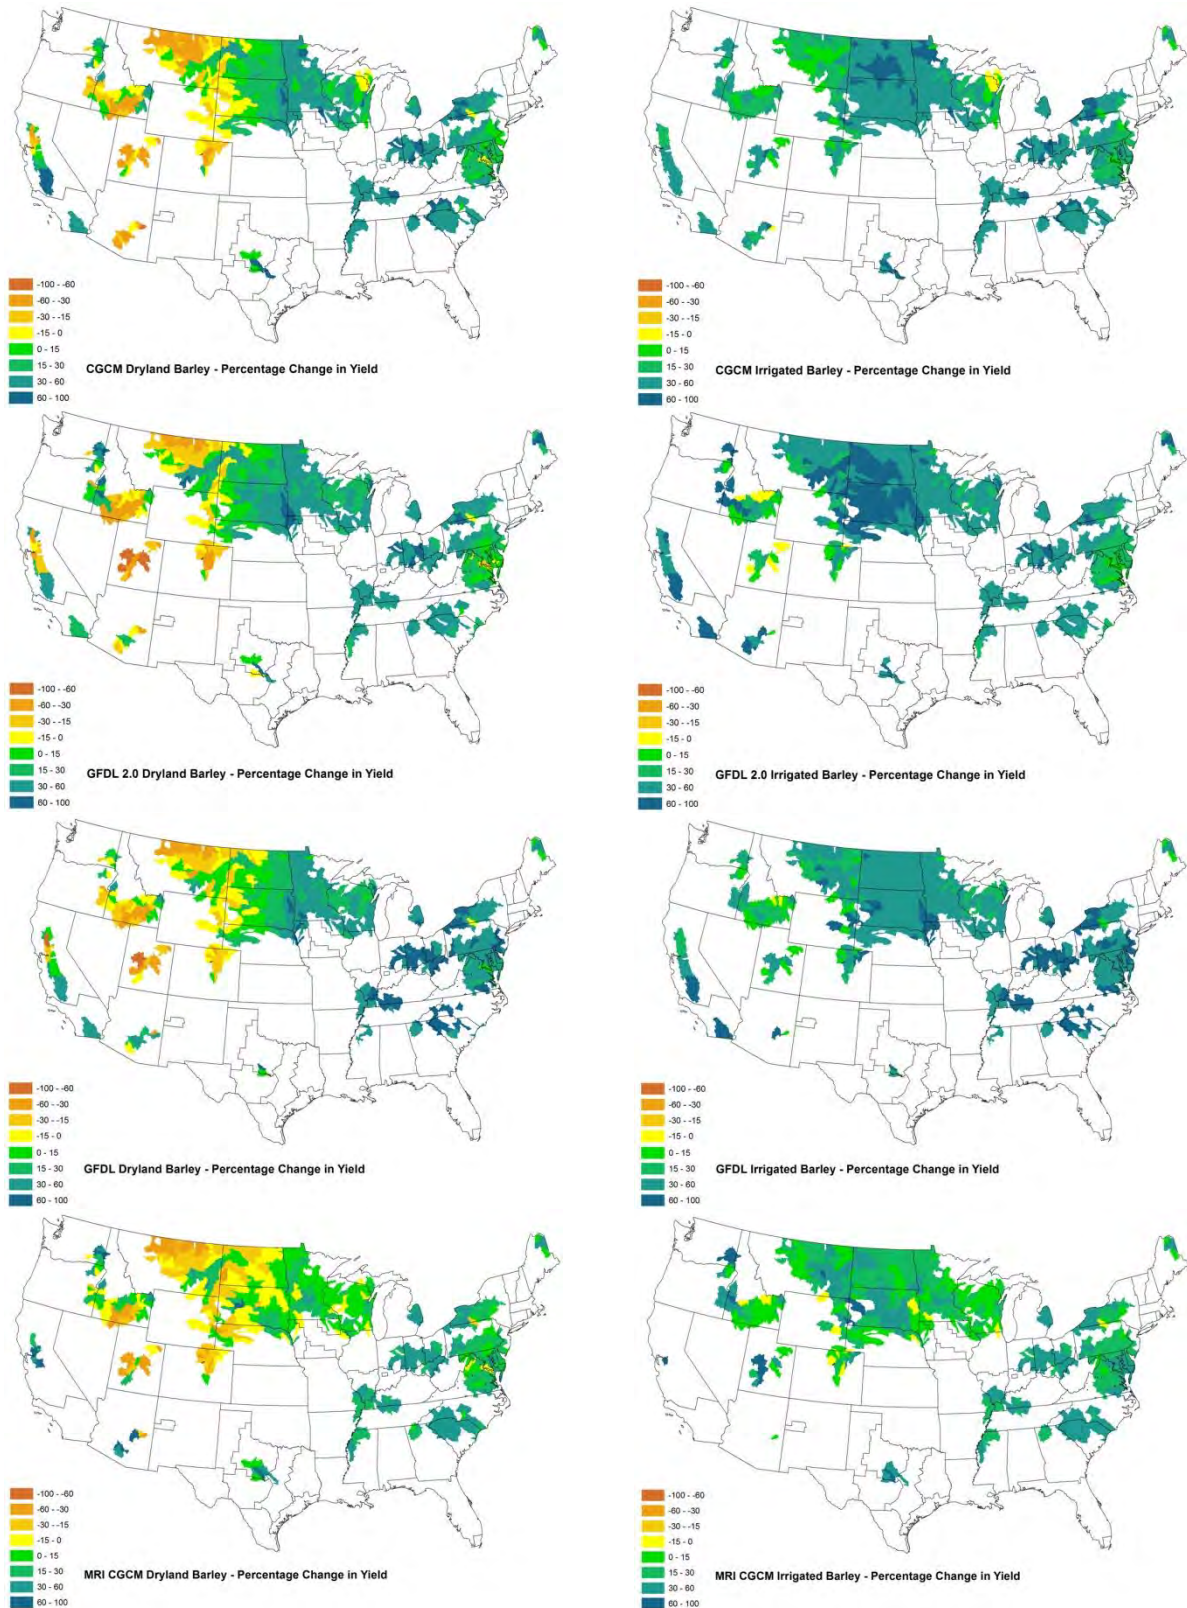 -100 - -60
-60 - -30
-30 - -15
-15 - 0
0 - 15
15 - 30
30 - 60
60 - 100
CGCM Dryland Barley - Percentage Change in Yield
-100 - -60
-60 - -30
-30 - -15
-15 - 0
0 - 15
15 - 30
30 - 60
60 - 100
CGCM Irrigated Barley - Percentage Change in Yield
-100 - -60
-60 - -30
-30 - -15
-15 - 0
0 - 15
15 - 30
30 - 60
60 - 100
GFDL 2.0 Dryland Barley - Percentage Change in Yield
-100 - -60
-60 - -30
-30 - -15
-15 - 0
0 - 15
15 - 30
30 - 60
60 - 100
GFDL 2.0 Irrigated Barley - Percentage Change in Yield
-100 - -60
-60 - -30
-30 - -15
-15 - 0
0 - 15
15 - 30
30 - 60
60 - 100
GFDL Dryland Barley - Percentage Change in Yield
-100 - -60
-60 - -30
-30 - -15
-15 - 0
0 - 15
15 - 30
30 - 60
60 - 100
GFDL Irrigated Barley - Percentage Change in Yield
-100 - -60
-60 - -30
-30 - -15
-15 - 0
0 - 15
15 - 30
30 - 60
60 - 100
MRI CGCM Dryland Barley - Percentage Change in Yield
-100 - -60
-60 - -30
-30 - -15
-15 - 0
0 - 15
15 - 30
30 - 60
60 - 100
MRI CGCM Irrigated Barley - Percentage Change in Yield